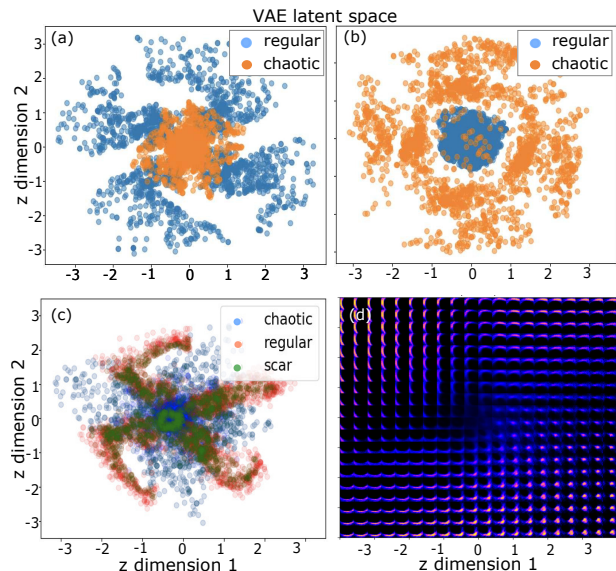 VAE latent space
(a)
regular
chaotic
(b)
regular
chaotic
z dimension 2
3
2
1
0
-1
-2
-3
-3 -2 -1 0 1 2 3
-3 -2 -1 0 1 2 3
(c)
chaotic
regular
scar
(d)
z dimension 2
3
2
1
0
-1
-2
-3
-3 -2 -1 0 1 2 3
-3 -2 -1 0 1 2 3
z dimension 1
z dimension 1